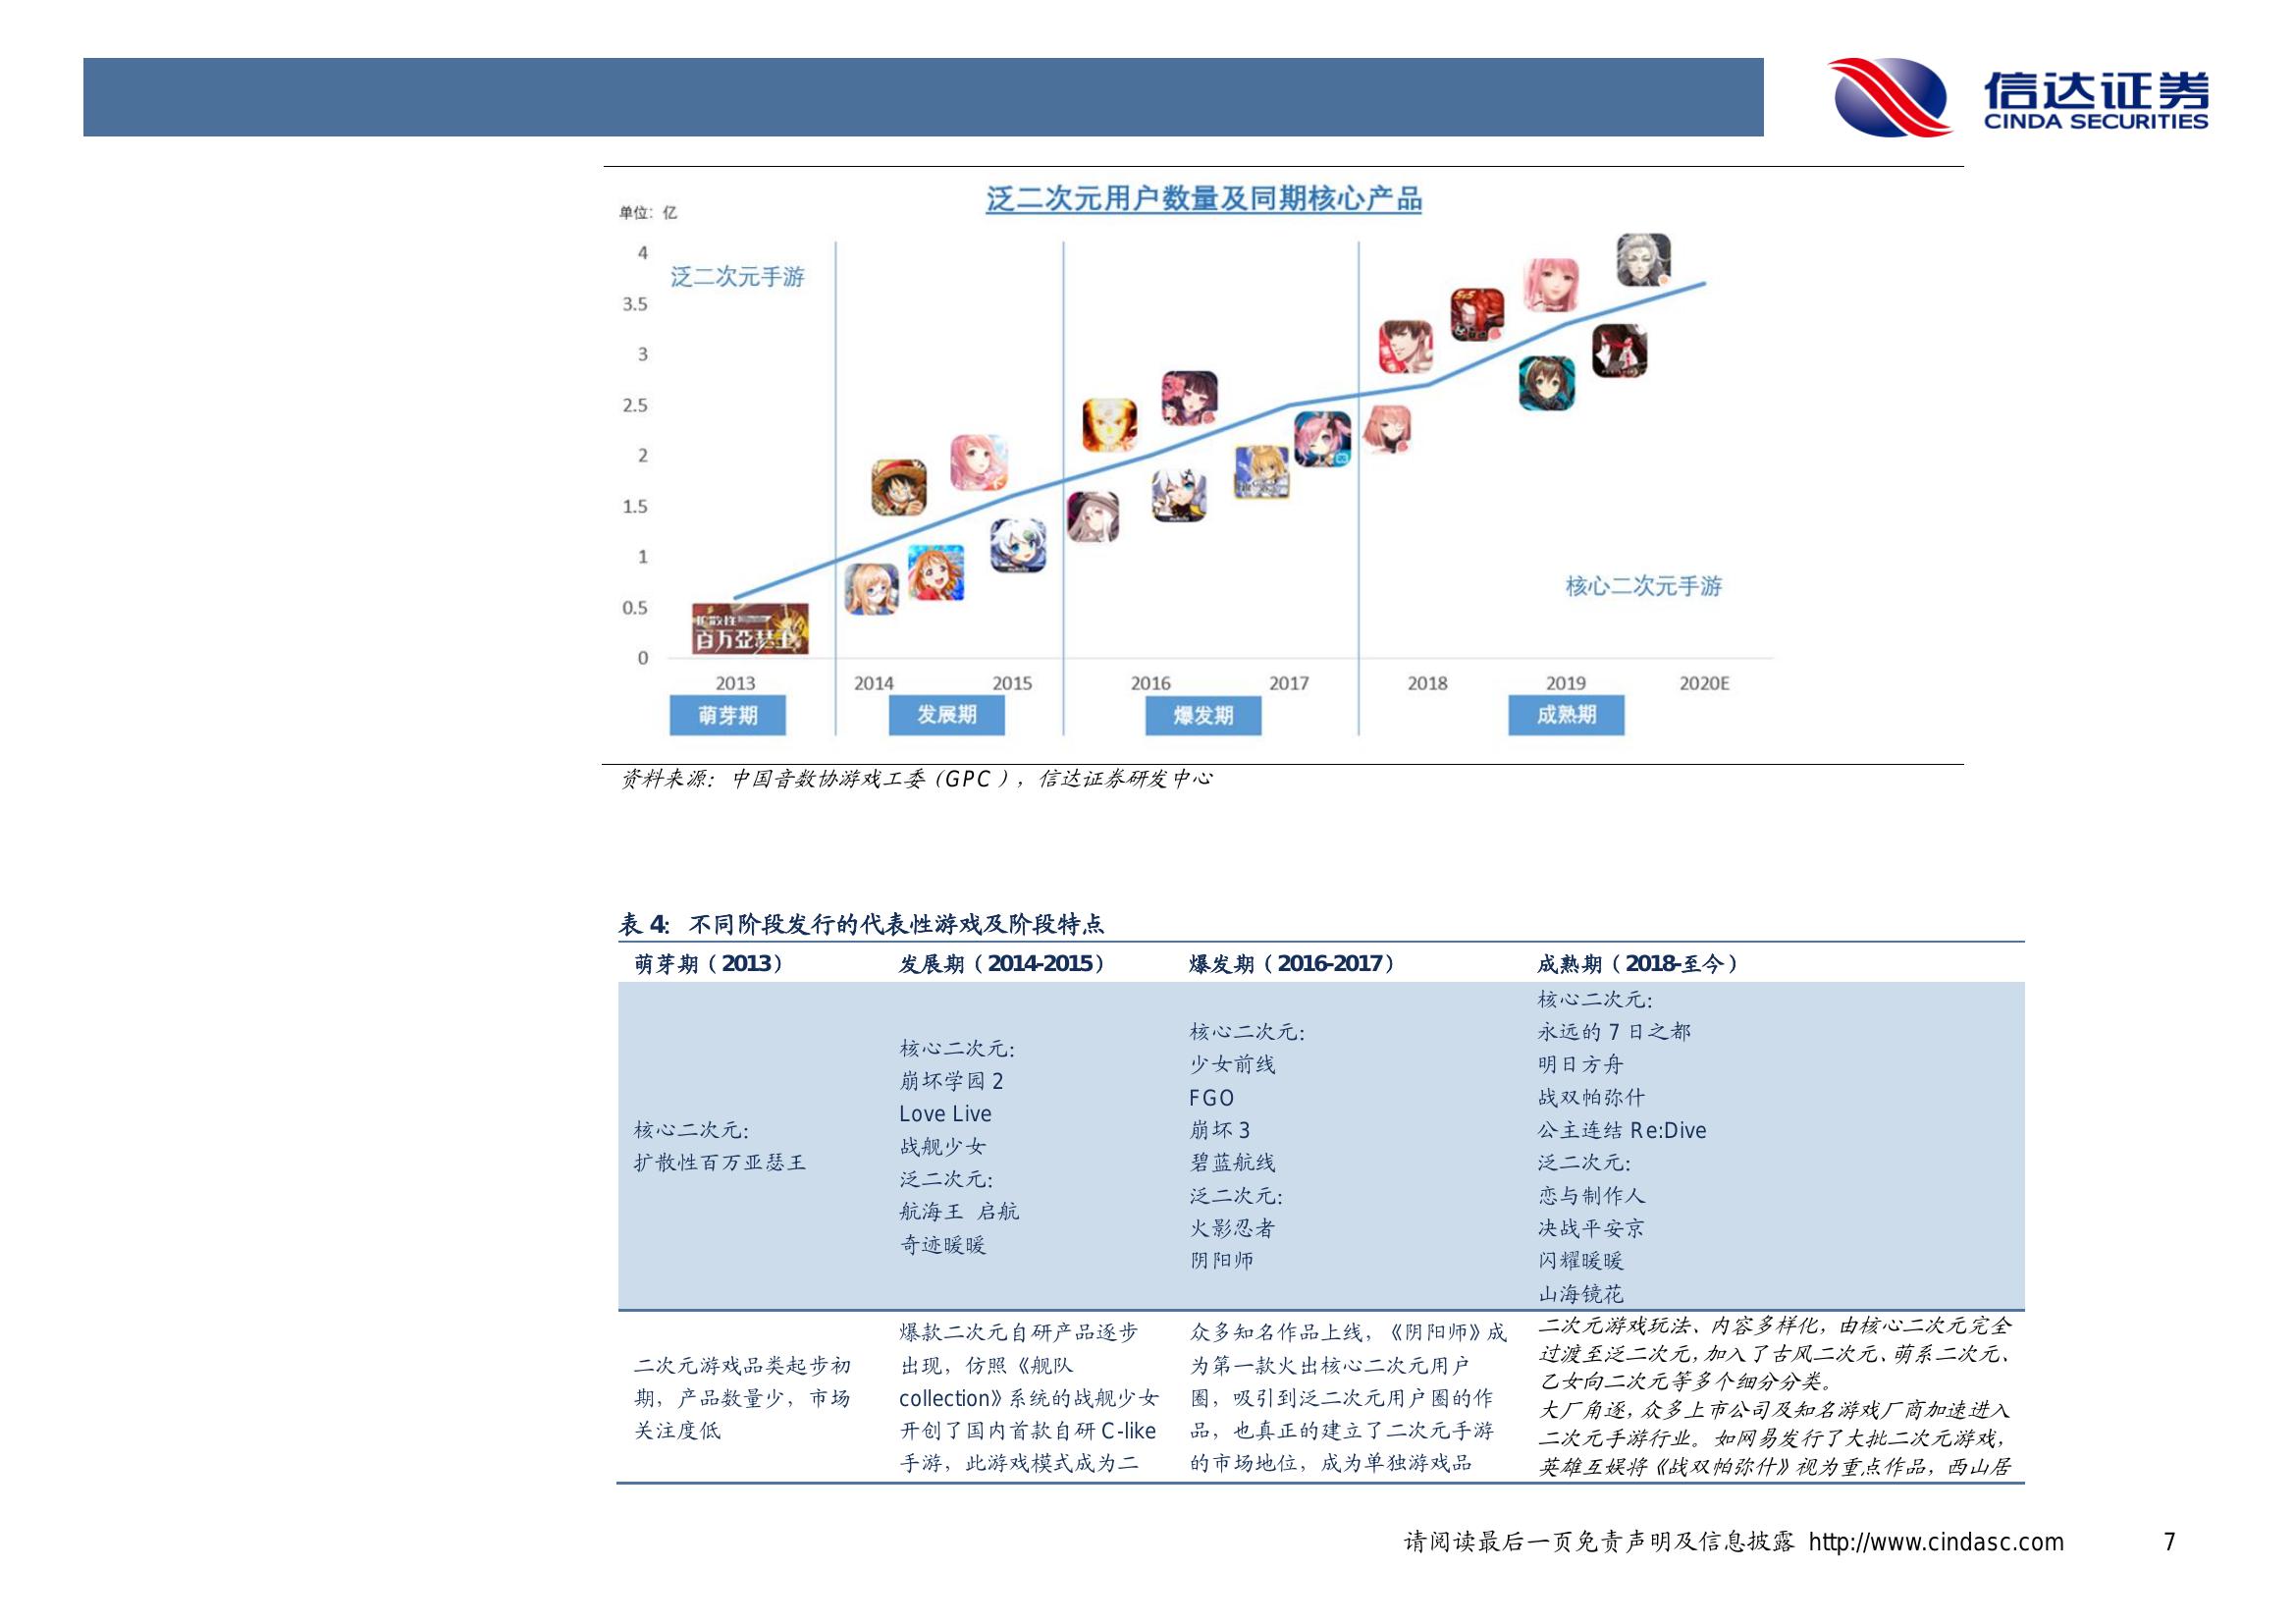 信达证券
CINDA SECURITIES
泛二次元用户数量及同期核心产品
单位：亿
4
3.5
3
2.5
2
1.5
1
0.5
0
泛二次元手游
核心二次元手游
扩散性
百万亞瑟王
2013 2014 2015 2016 2017 2018 2019 2020E
萌芽期 发展期 爆发期 成熟期
资料来源：中国音数协游戏工委（GPC），信达证券研发中心
表 4：不同阶段发行的代表性游戏及阶段特点
萌芽期（2013） 发展期（2014-2015） 爆发期（2016-2017） 成熟期（2018-至今）
核心二次元：
扩散性百万亚瑟王
核心二次元：
崩坏学园 2
Love Live
战舰少女
泛二次元：
航海王 启航
奇迹暖暖
核心二次元：
少女前线
FGO
崩坏 3
碧蓝航线
泛二次元：
火影忍者
阴阳师
核心二次元：
永远的 7 日之都
明日方舟
战双帕弥什
公主连结 Re:Dive
泛二次元：
恋与制作人
决战平安京
闪耀暖暖
山海镜花
二次元游戏品类起步初
期，产品数量少，市场
关注度低
爆款二次元自研产品逐步
出现，仿照《舰队
collection》系统的战舰少女
开创了国内首款自研 C-like
手游，此游戏模式成为二
众多知名作品上线，《阴阳师》成
为第一款火出核心二次元用户
圈，吸引到泛二次元用户圈的作
品，也真正的建立了二次元手游
的市场地位，成为单独游戏品
二次元游戏玩法、内容多样化，由核心二次元完全
过渡至泛二次元，加入了古风二次元、萌系二次元、
乙女向二次元等多个细分分类。
大厂角逐，众多上市公司及知名游戏厂商加速进入
二次元手游行业。如网易发行了大批二次元游戏，
英雄互娱将《战双帕弥什》视为重点作品，西山居
请阅读最后一页免责声明及信息披露 http://www.cindasc.com 7